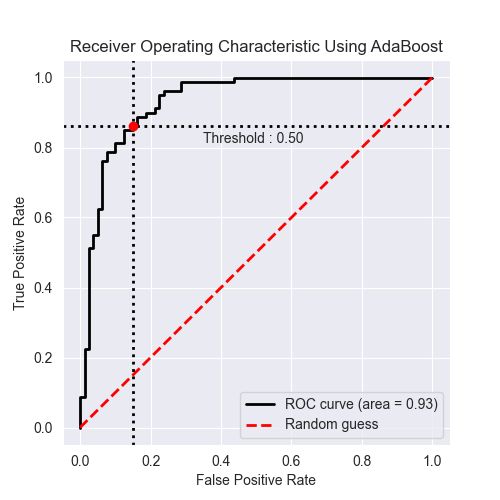 Receiver Operating Characteristic Using AdaBoost
True Positive Rate
1.0
0.8
0.6
0.4
0.2
0.0
Threshold : 0.50
ROC curve (area = 0.93)
Random guess
0.0 0.2 0.4 0.6 0.8 1.0
False Positive Rate